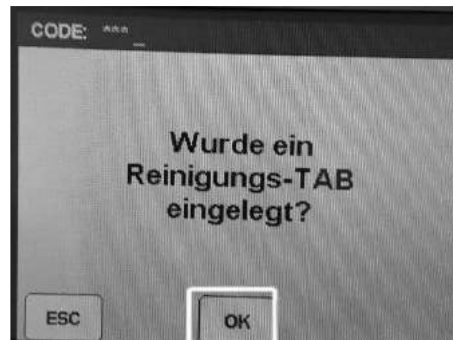 CODE: ***_
Wurde ein
Reinigungs-TAB
eingelegt?
ESC
OK